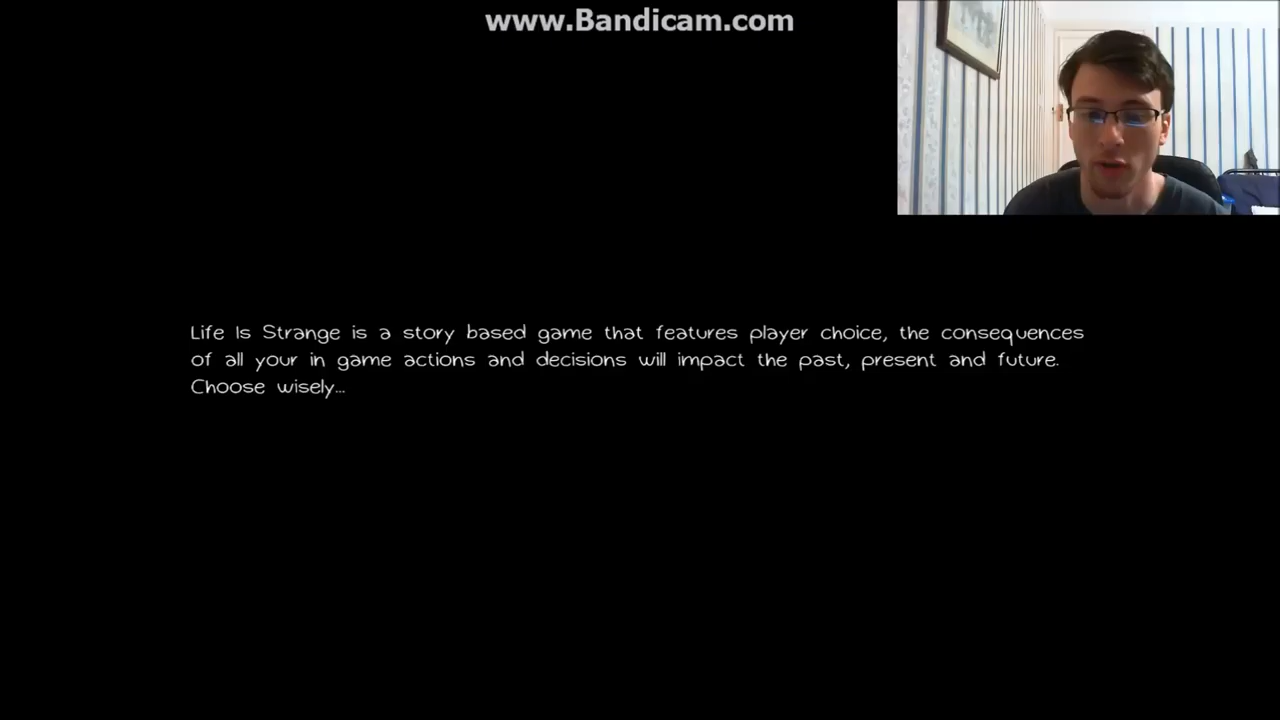 www.Bandicam.com
Life Is Strange is a story based game that features player choice, the consequences
of all your in game actions and decisions will impact the past, present and future.
Choose wisely...